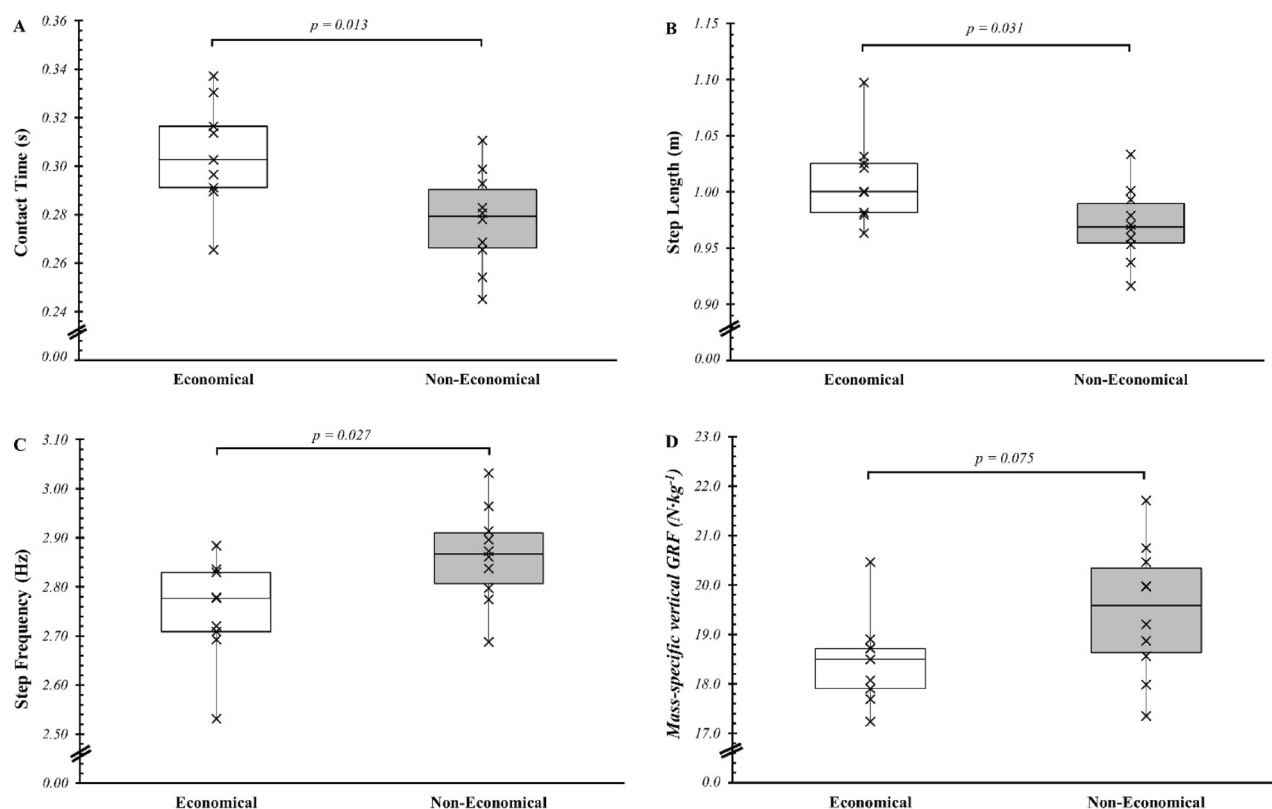 A
p = 0.013
0.36
0.34
0.32
0.30
0.28
0.26
0.24
0.00
Contact Time (s)
Economical
Non-Economical
B
p = 0.031
1.15
1.10
1.05
1.00
0.95
0.90
0.00
Step Length (m)
Economical
Non-Economical
C
p = 0.027
3.10
3.00
2.90
2.80
2.70
2.60
2.50
0.00
Step Frequency (Hz)
Economical
Non-Economical
D
p = 0.075
23.0
22.0
21.0
20.0
19.0
18.0
17.0
0.0
Mass-specific vertical GRF (N·kg⁻¹)
Economical
Non-Economical